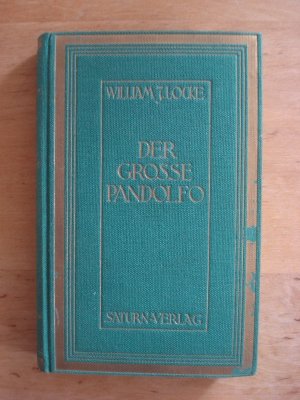 WILLIAM J. LOCKE
DER
GROSSE
PANDOLFO
SATURN-VERLAG